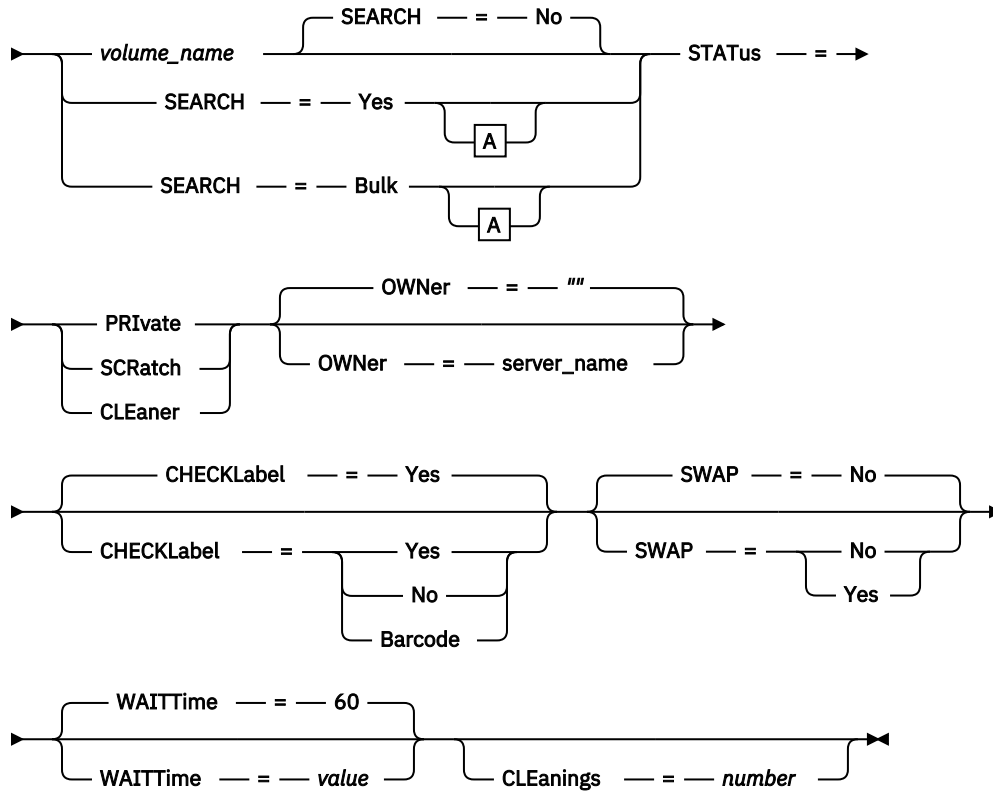 SEARCH = No
volume_name STATus =
SEARCH = Yes
A
SEARCH = Bulk
A
OWNer = ""
PRIvate
SCRatch OWNer = server_name
CLEaner
CHECKLabel = Yes SWAP = No
CHECKLabel = Yes SWAP = No
No Yes
Barcode
WAITTime = 60
WAITTime = value CLEanings = number